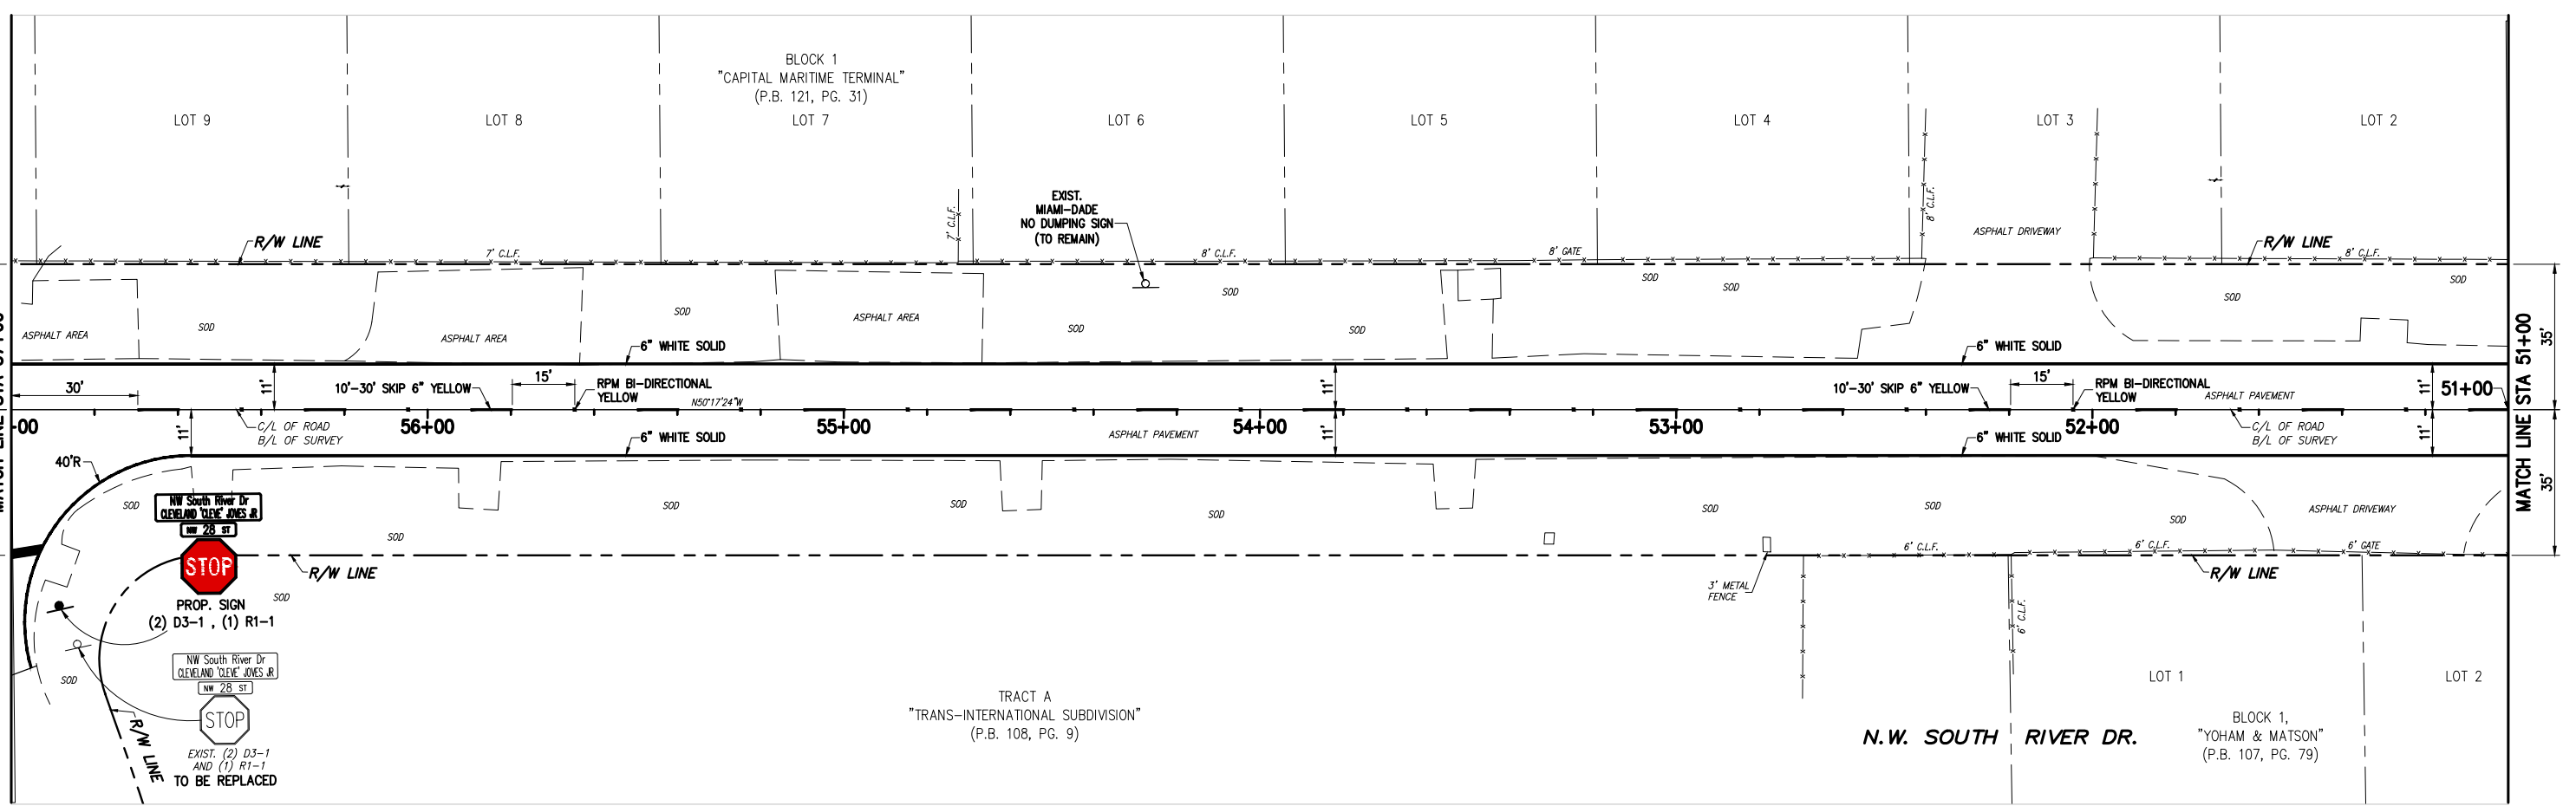 BLOCK 1
"CAPITAL MARITIME TERMINAL"
(P.B. 121, PG. 31)
LOT 9
LOT 8
LOT 7
LOT 6
LOT 5
LOT 4
LOT 3
LOT 2
EXIST.
MIAMI-DADE
NO DUMPING SIGN
(TO REMAIN)
7' C.L.F.
8' C.L.F.
ASPHALT DRIVEWAY
R/W LINE
7' C.L.F.
8' C.L.F.
8' GATE
R/W LINE
8' C.L.F.
SOD
SOD
SOD
SOD
SOD
SOD
SOD
SOD
SOD
SOD
ASPHALT AREA
ASPHALT AREA
ASPHALT AREA
6" WHITE SOLID
6" WHITE SOLID
35'
30'
11'
10'-30' SKIP 6" YELLOW
15'
RPM BI-DIRECTIONAL
YELLOW
N50°17'24"W
11'
10'-30' SKIP 6" YELLOW
15'
RPM BI-DIRECTIONAL
YELLOW
ASPHALT PAVEMENT
11'
51+00
MATCH LINE STA 51+00
+00
C/L OF ROAD
B/L OF SURVEY
56+00
55+00
54+00
53+00
52+00
C/L OF ROAD
B/L OF SURVEY
11'
6" WHITE SOLID
ASPHALT PAVEMENT
11'
6" WHITE SOLID
11'
35'
40'R
SOD
NW South River Dr
CLEVELAND "CLEVE" JOVES JR
NW 28 ST
STOP
PROP. SIGN
(2) D3-1 , (1) R1-1
SOD
SOD
SOD
SOD
SOD
SOD
SOD
ASPHALT DRIVEWAY
R/W LINE
SOD
6' C.L.F.
6' C.L.F.
6' GATE
R/W LINE
3' METAL
FENCE
6' C.L.F.
SOD
NW South River Dr
CLEVELAND "CLEVE" JOVES JR
NW 28 ST
STOP
EXIST. (2) D3-1
AND (1) R1-1
TO BE REPLACED
R/W LINE
TRACT A
"TRANS-INTERNATIONAL SUBDIVISION"
(P.B. 108, PG. 9)
LOT 1
LOT 2
N.W. SOUTH RIVER DR.
BLOCK 1,
"YOHAM & MATSON"
(P.B. 107, PG. 79)